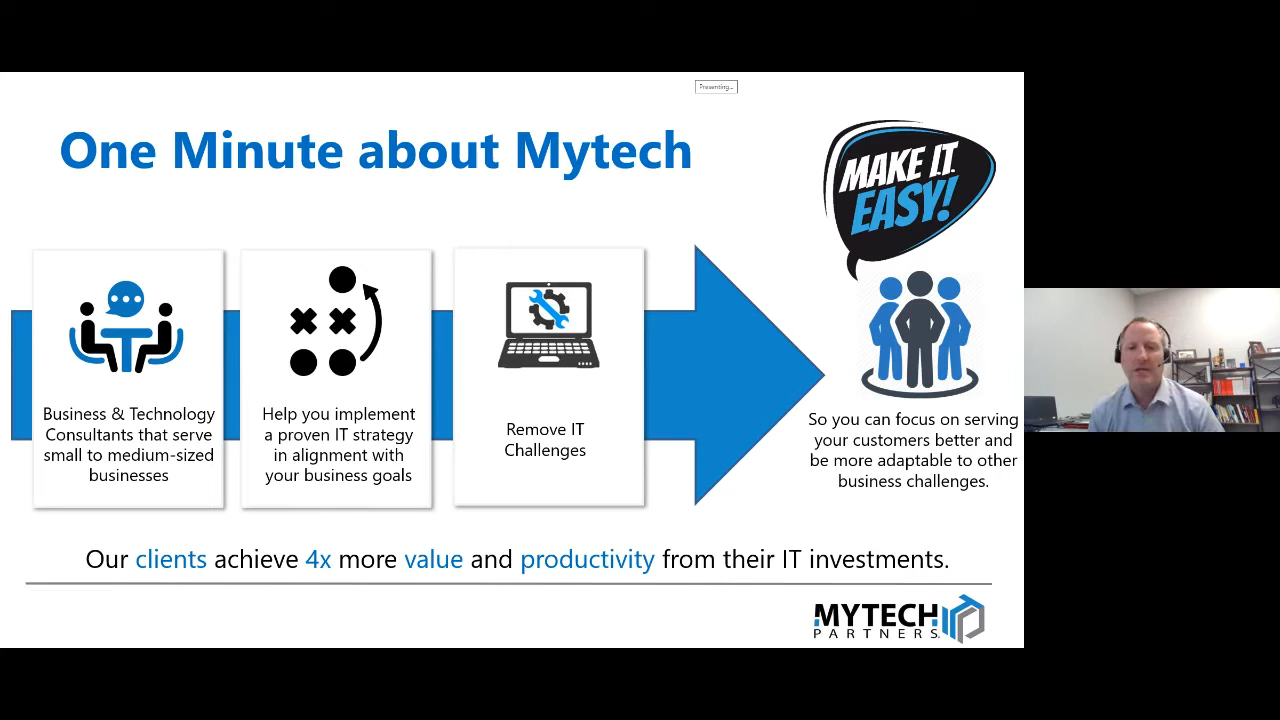 Presenting...
One Minute about Mytech
MAKE I.T.
EASY!
Business & Technology
Consultants that serve
small to medium-sized
businesses
Help you implement
a proven IT strategy
in alignment with
your business goals
Remove IT
Challenges
So you can focus on serving
your customers better and
be more adaptable to other
business challenges.
Our clients achieve 4x more value and productivity from their IT investments.
MYTECH
PARTNERS